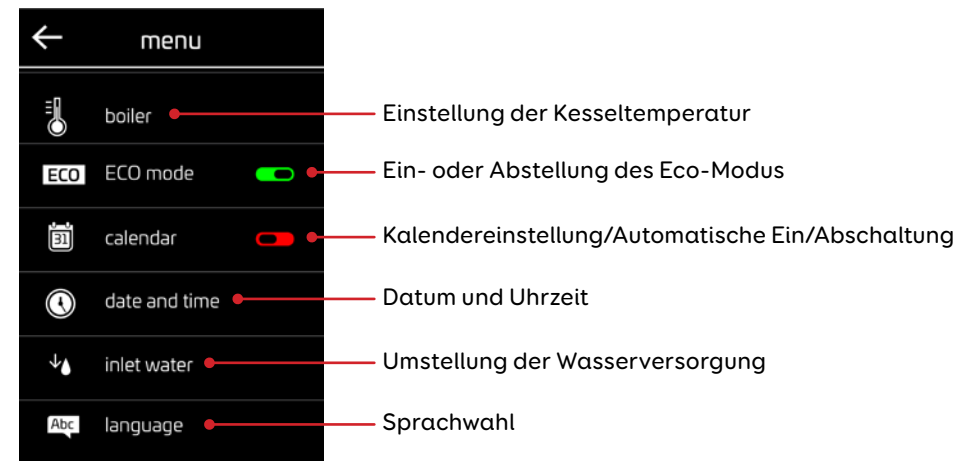 menu
boiler
Einstellung der Kesseltemperatur
ECO
ECO mode
Ein- oder Abstellung des Eco-Modus
31
calendar
Kalendereinstellung/Automatische Ein/Abschaltung
date and time
Datum und Uhrzeit
inlet water
Umstellung der Wasserversorgung
Abc
language
Sprachwahl